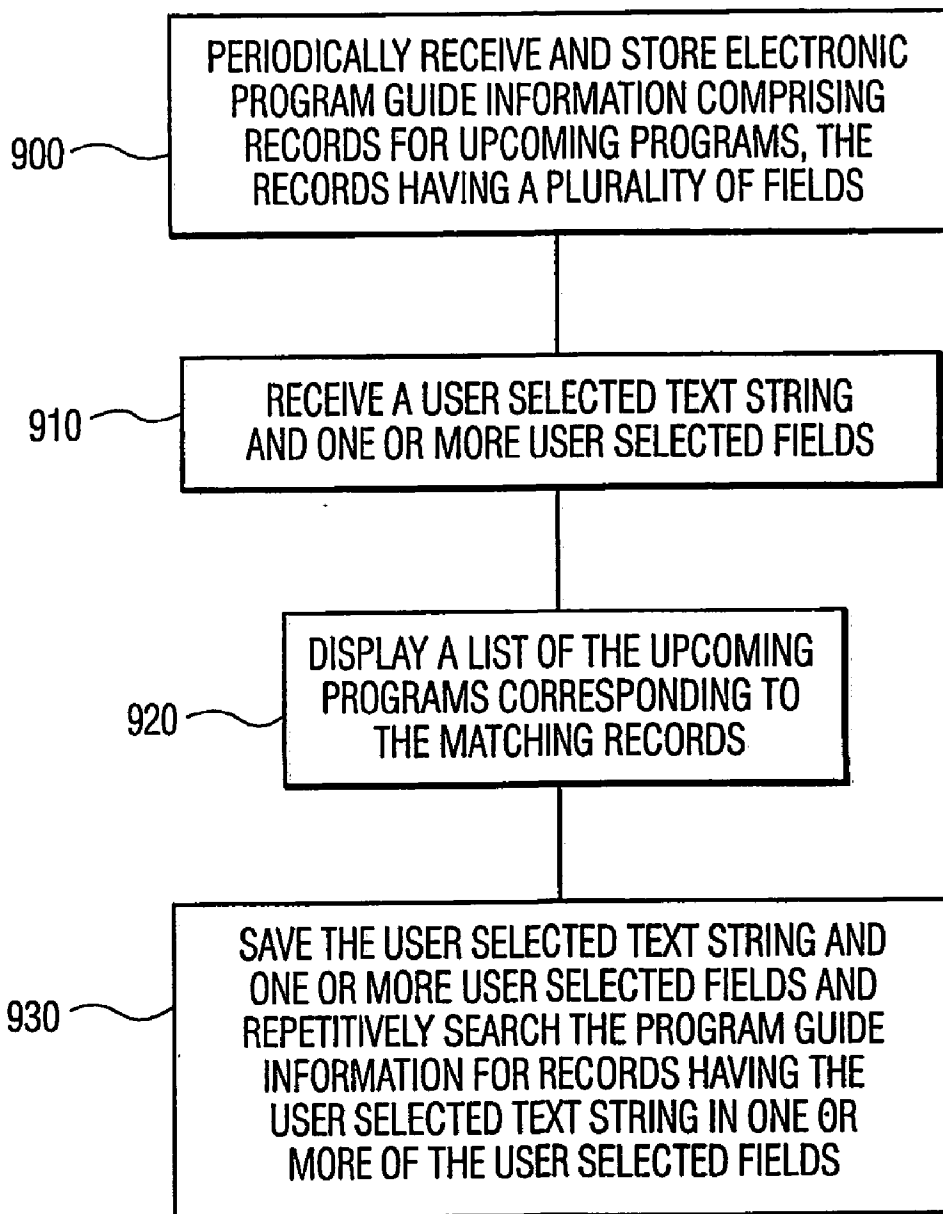 PERIODICALLY RECEIVE AND STORE ELECTRONIC
PROGRAM GUIDE INFORMATION COMPRISING
RECORDS FOR UPCOMING PROGRAMS, THE
RECORDS HAVING A PLURALITY OF FIELDS
900
RECEIVE A USER SELECTED TEXT STRING
AND ONE OR MORE USER SELECTED FIELDS
910
DISPLAY A LIST OF THE UPCOMING
PROGRAMS CORRESPONDING TO
THE MATCHING RECORDS
920
SAVE THE USER SELECTED TEXT STRING AND
ONE OR MORE USER SELECTED FIELDS AND
REPETITIVELY SEARCH THE PROGRAM GUIDE
INFORMATION FOR RECORDS HAVING THE
USER SELECTED TEXT STRING IN ONE OR
MORE OF THE USER SELECTED FIELDS
930